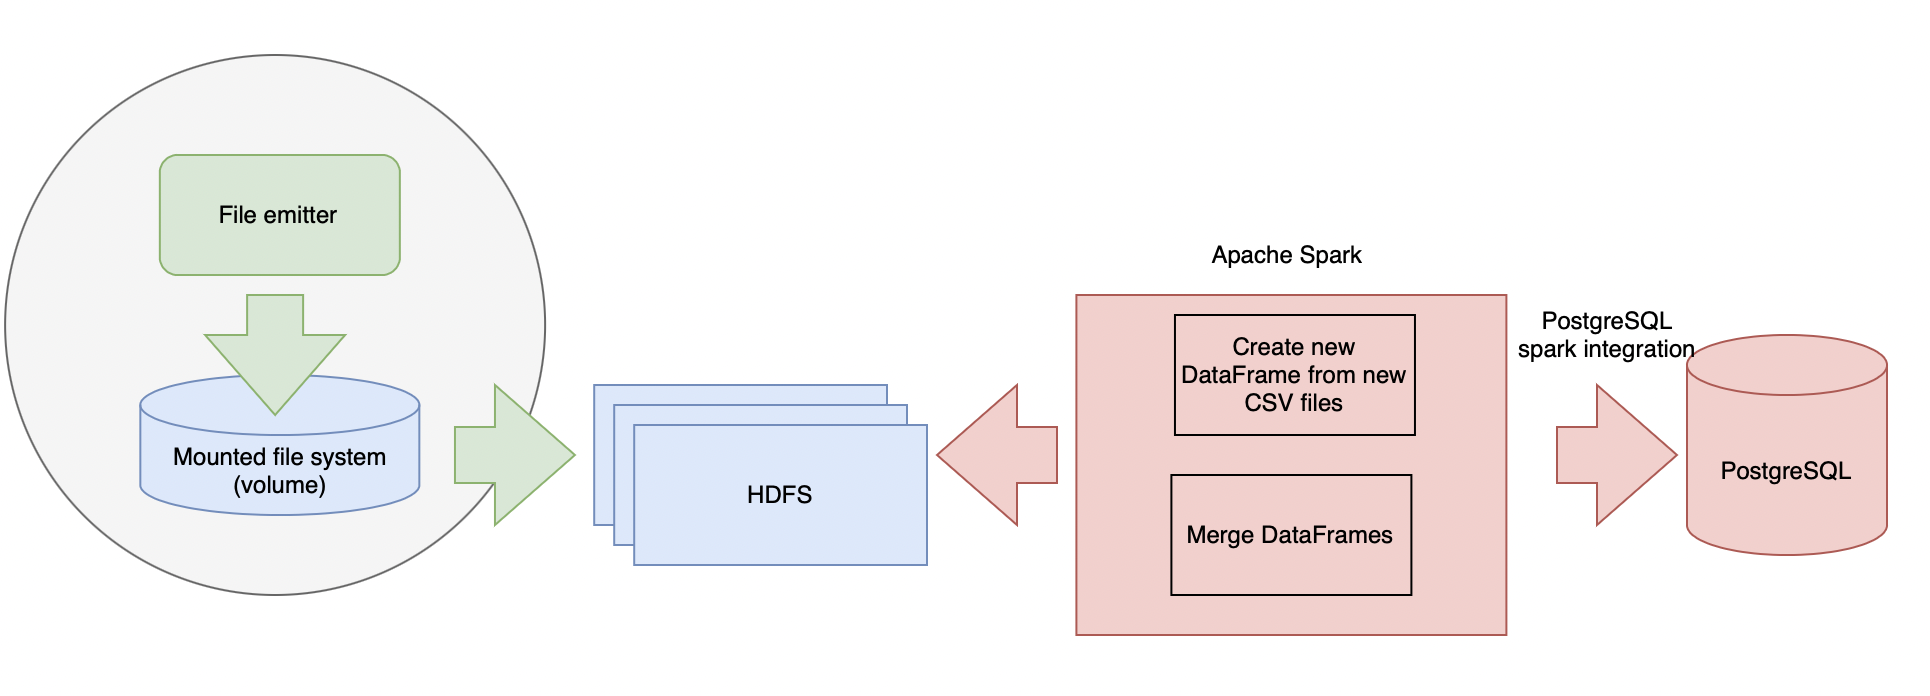 File emitter
Mounted file system
(volume)
HDFS
Apache Spark
Create new
DataFrame from new
CSV files
Merge DataFrames
PostgreSQL
spark integration
PostgreSQL